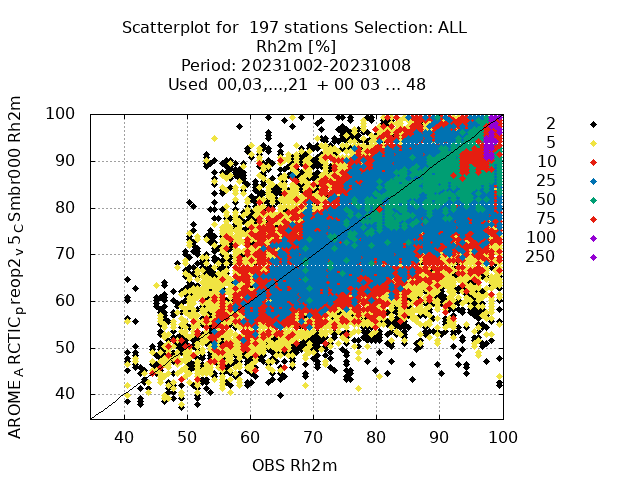 Scatterplot for  197 stations Selection: ALL
Rh2m [%]
Period: 20231002-20231008
Used  00,03,...,21  + 00 03 ... 48
AROME_ARCTIC_preop2_v5_CSmbr000 Rh2m
100
90
80
70
60
50
40
40 50 60 70 80 90 100
OBS Rh2m
2
5
10
25
50
75
100
250